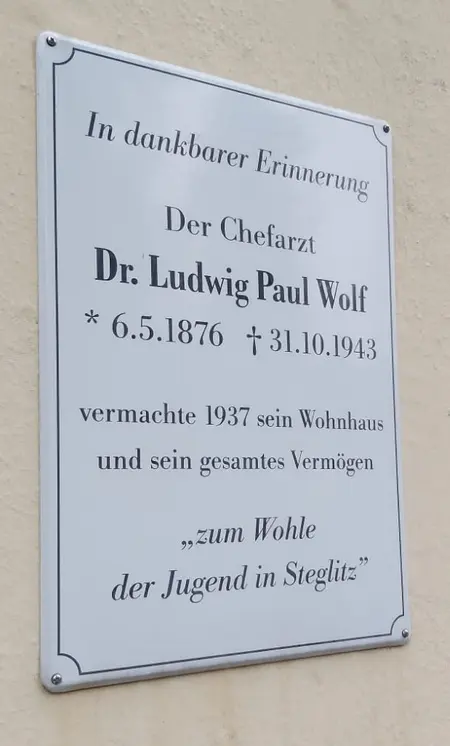 In dankbarer Erinnerung
Der Chefarzt
Dr. Ludwig Paul Wolf
* 6.5.1876 † 31.10.1943
vermachte 1937 sein Wohnhaus
und sein gesamtes Vermögen
„zum Wohle
der Jugend in Steglitz”